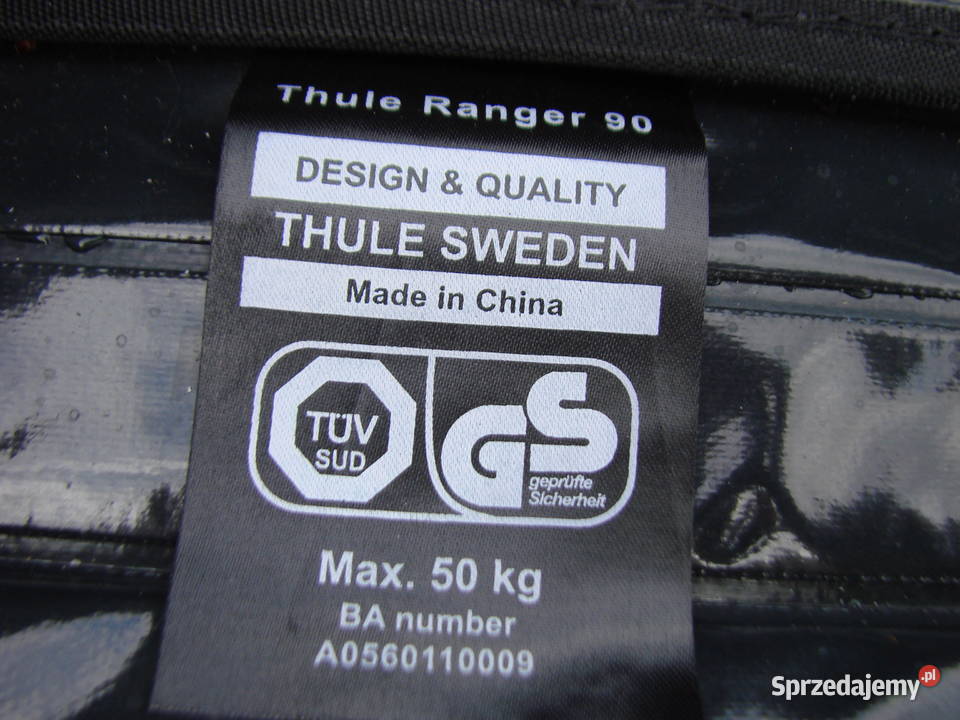 Thule Ranger 90
DESIGN & QUALITY
THULE SWEDEN
Made in China
TÜV
SUD
GS
geprüfte
Sicherheit
Max. 50 kg
BA number
A0560110009
Sprzedajemy.pl